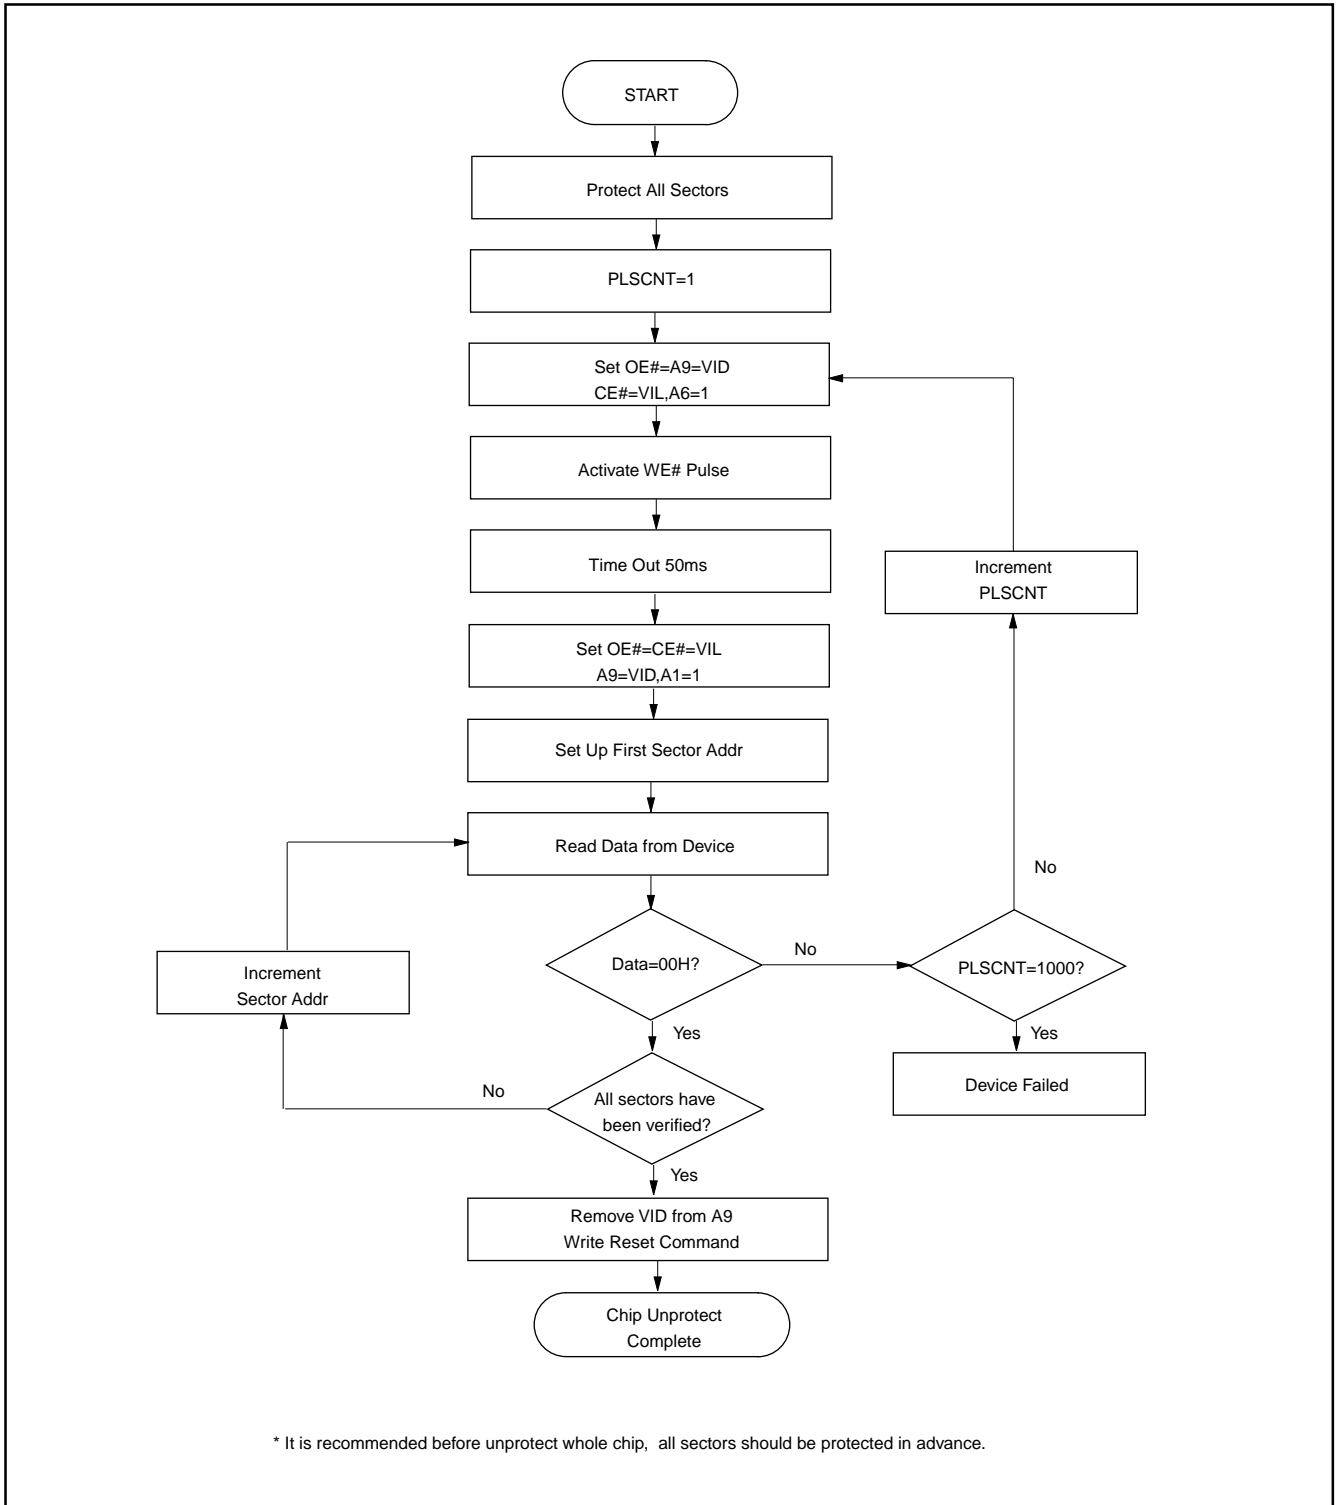 START
Protect All Sectors
PLSCNT=1
Set OE#=A9=VID
CE#=VIL,A6=1
Activate WE# Pulse
Time Out 50ms
Increment
PLSCNT
Set OE#=CE#=VIL
A9=VID,A1=1
Set Up First Sector Addr
Read Data from Device
No
Data=00H?
No
PLSCNT=1000?
Increment
Sector Addr
Yes
Yes
Device Failed
No
All sectors have
been verified?
Yes
Remove VID from A9
Write Reset Command
Chip Unprotect
Complete
* It is recommended before unprotect whole chip, all sectors should be protected in advance.